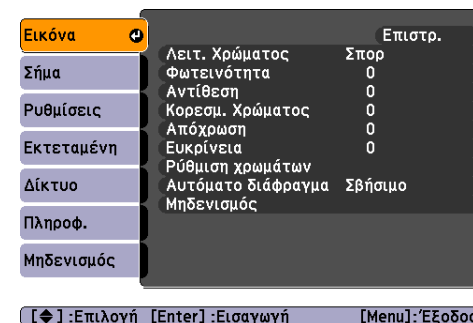 Εικόνα
Σήμα
Ρυθμίσεις
Εκτεταμένη
Δίκτυο
Πληροφ.
Μηδενισμός
Επιστρ.
Λειτ. Χρώματος Σπορ
Φωτεινότητα 0
Αντίθεση 0
Κορεσμ. Χρώματος 0
Απόχρωση 0
Ευκρίνεια 0
Ρύθμιση χρωμάτων
Αυτόματο διάφραγμα Σβήσιμο
Μηδενισμός
[◆] :Επιλογή [Enter] :Εισαγωγή [Menu]:Έξοδος